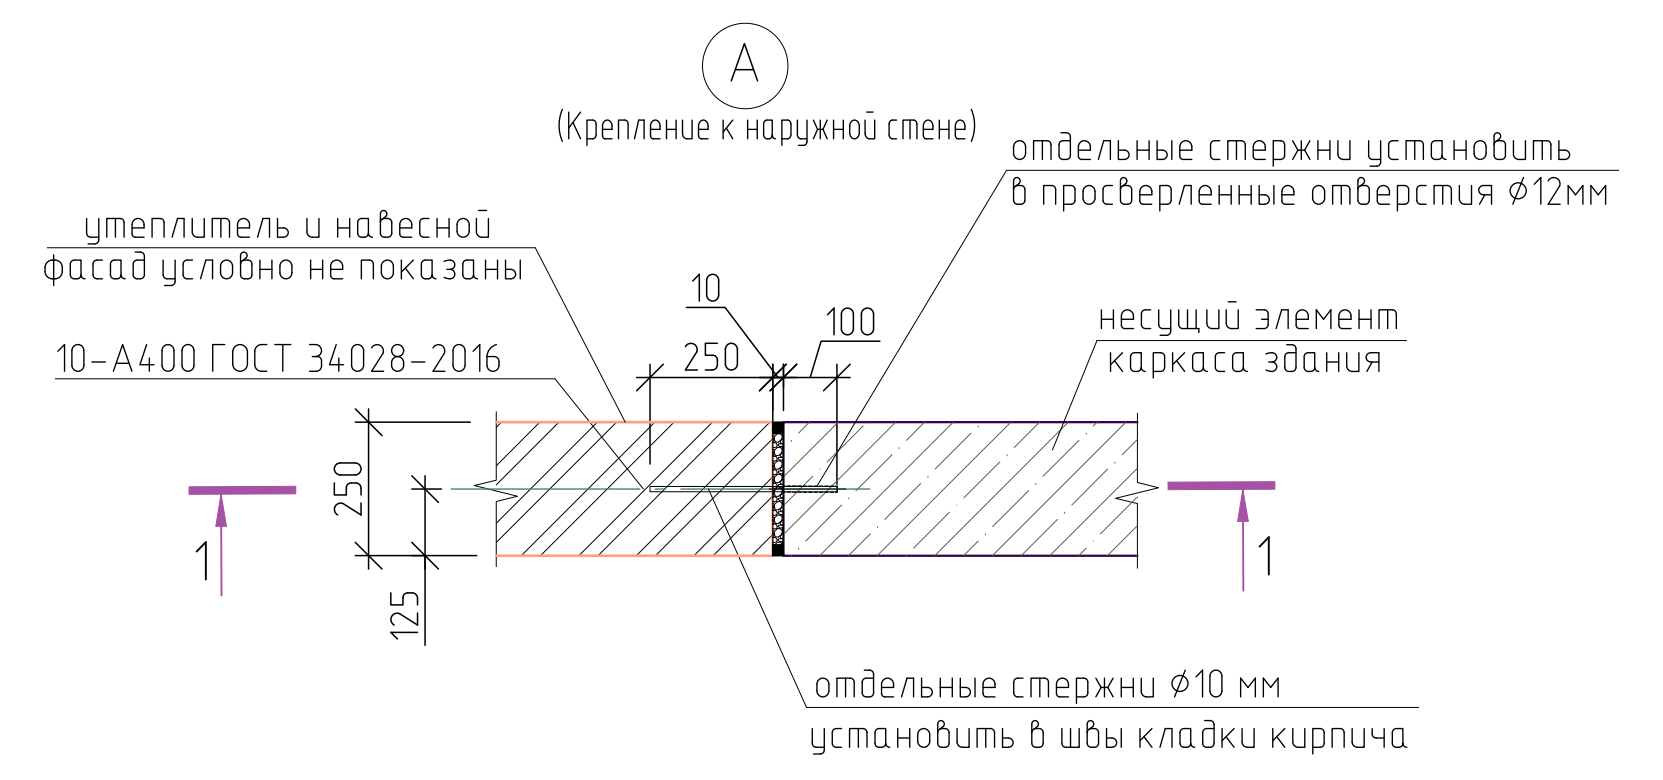 А
(Крепление к наружной стене)
отдельные стержни установить
в просверленные отверстия Ø12мм
утеплитель и навесной
фасад условно не показаны
10
100
250
несущий элемент
каркаса здания
10-А400 ГОСТ 34028-2016
250
1
1
125
отдельные стержни Ø10 мм
установить в швы кладки кирпича